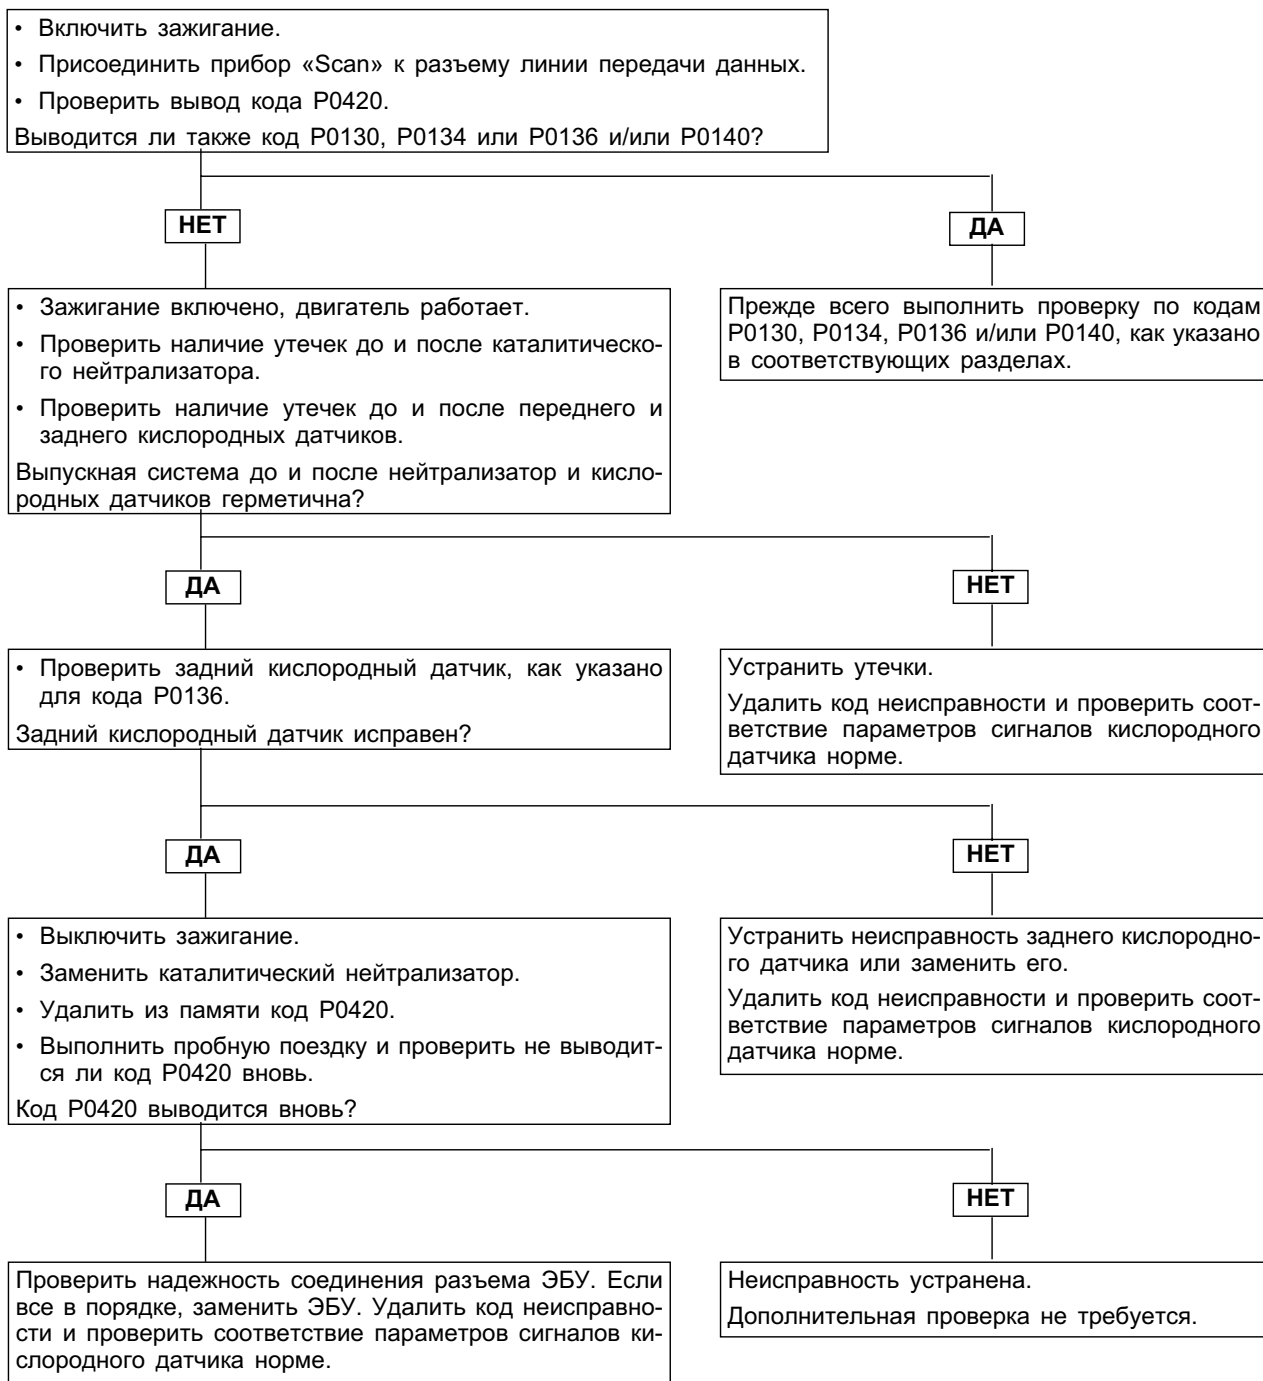 • Включить зажигание.
• Присоединить прибор «Scan» к разъему линии передачи данных.
• Проверить вывод кода P0420.
Выводится ли также код P0130, P0134 или P0136 и/или P0140?
НЕТ
ДА
• Зажигание включено, двигатель работает.
• Проверить наличие утечек до и после каталитическо-
го нейтрализатора.
• Проверить наличие утечек до и после переднего и
заднего кислородных датчиков.
Выпускная система до и после нейтрализатор и кисло-
родных датчиков герметична?
Прежде всего выполнить проверку по кодам
P0130, P0134, P0136 и/или P0140, как указано
в соответствующих разделах.
ДА
НЕТ
• Проверить задний кислородный датчик, как указано
для кода P0136.
Задний кислородный датчик исправен?
Устранить утечки.
Удалить код неисправности и проверить соот-
ветствие параметров сигналов кислородного
датчика норме.
ДА
НЕТ
• Выключить зажигание.
• Заменить каталитический нейтрализатор.
• Удалить из памяти код P0420.
• Выполнить пробную поездку и проверить не выводит-
ся ли код P0420 вновь.
Код P0420 выводится вновь?
Устранить неисправность заднего кислородно-
го датчика или заменить его.
Удалить код неисправности и проверить соот-
ветствие параметров сигналов кислородного
датчика норме.
ДА
НЕТ
Проверить надежность соединения разъема ЭБУ. Если
все в порядке, заменить ЭБУ. Удалить код неисправно-
сти и проверить соответствие параметров сигналов ки-
слородного датчика норме.
Неисправность устранена.
Дополнительная проверка не требуется.